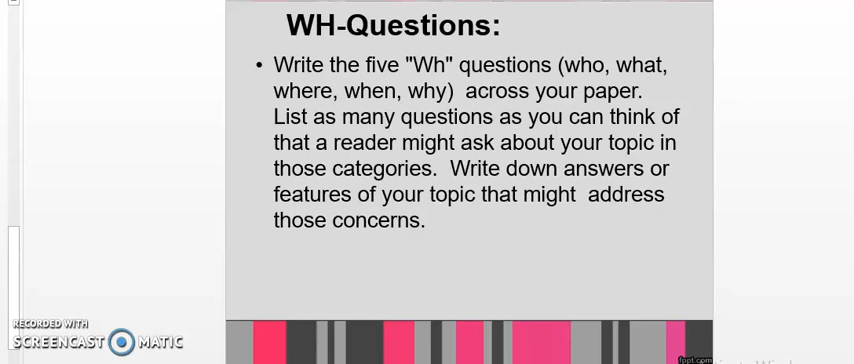 WH-Questions:
• Write the five "Wh" questions (who, what,
where, when, why)  across your paper.
List as many questions as you can think of
that a reader might ask about your topic in
those categories.  Write down answers or
features of your topic that might  address
those concerns.
RECORDED WITH
SCREENCAST MATIC
fppt.com